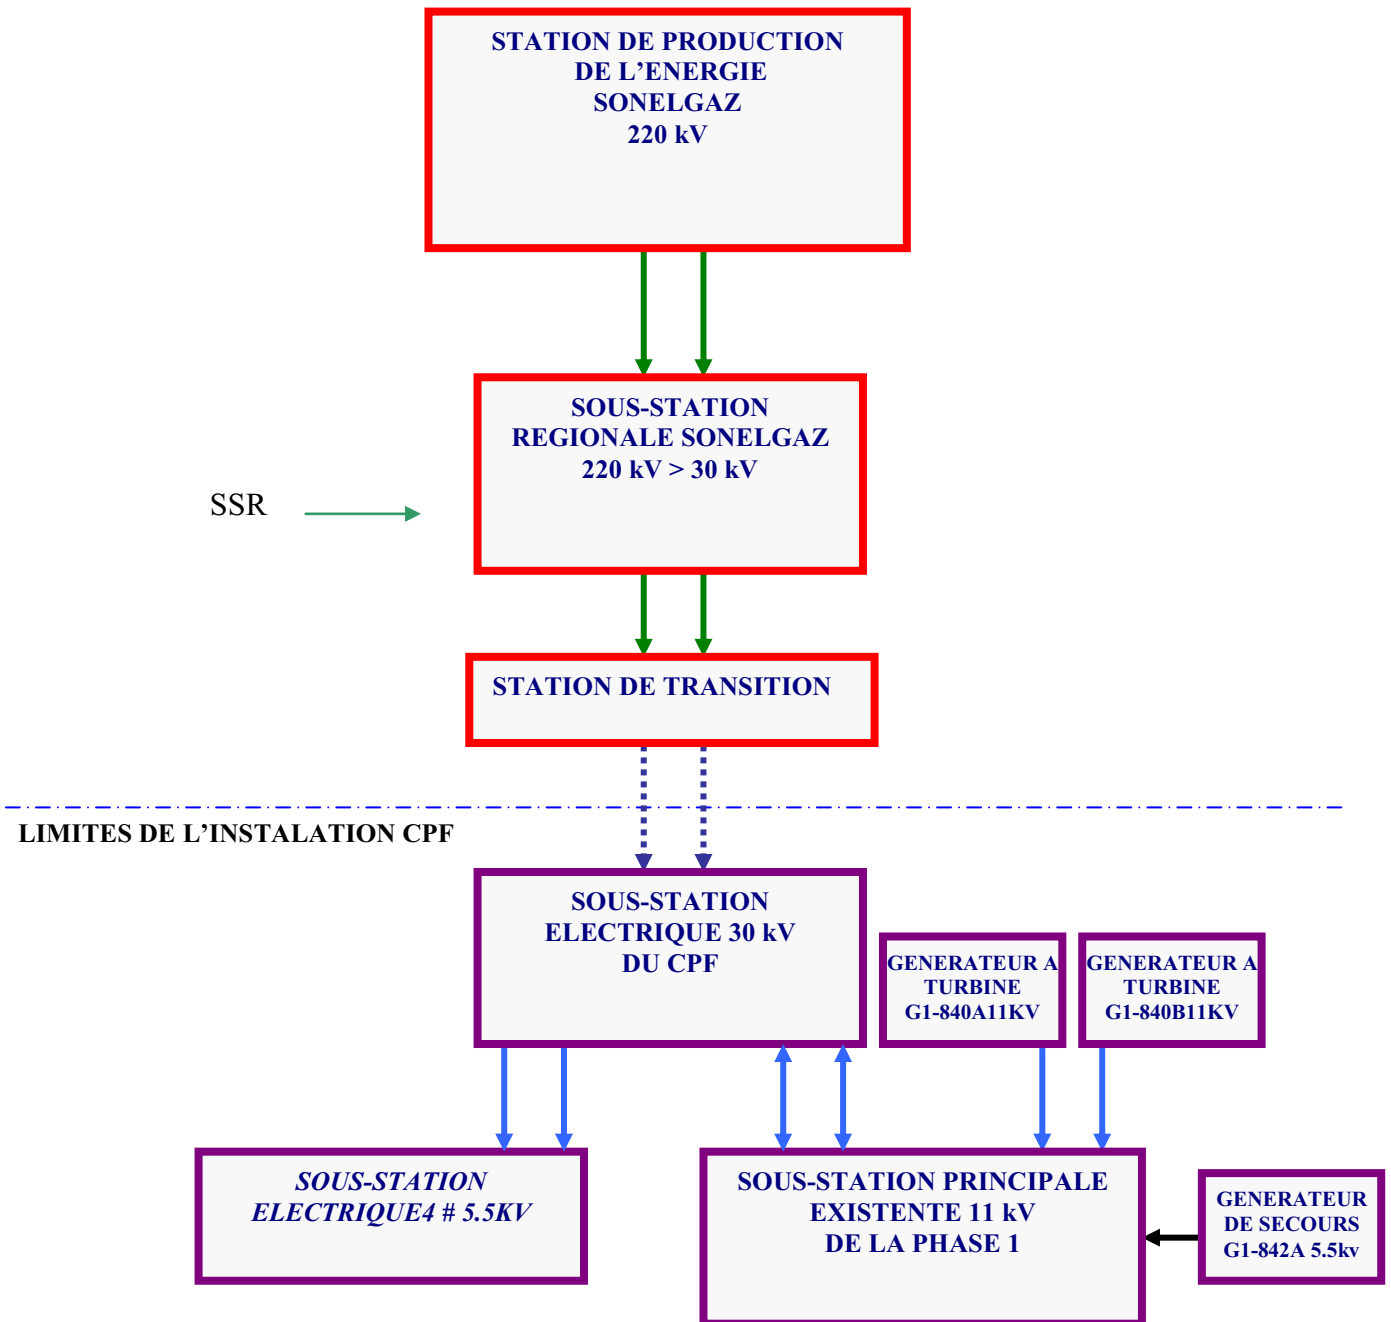 STATION DE PRODUCTION
DE L’ENERGIE
SONELGAZ
220 kV
SOUS-STATION
REGIONALE SONELGAZ
220 kV > 30 kV
SSR
STATION DE TRANSITION
LIMITES DE L’INSTALATION CPF
SOUS-STATION
ELECTRIQUE 30 kV
DU CPF
GENERATEUR A
TURBINE
G1-840A11KV
GENERATEUR A
TURBINE
G1-840B11KV
SOUS-STATION
ELECTRIQUE4 # 5.5KV
SOUS-STATION PRINCIPALE
EXISTENTE 11 kV
DE LA PHASE 1
GENERATEUR
DE SECOURS
G1-842A 5.5kv